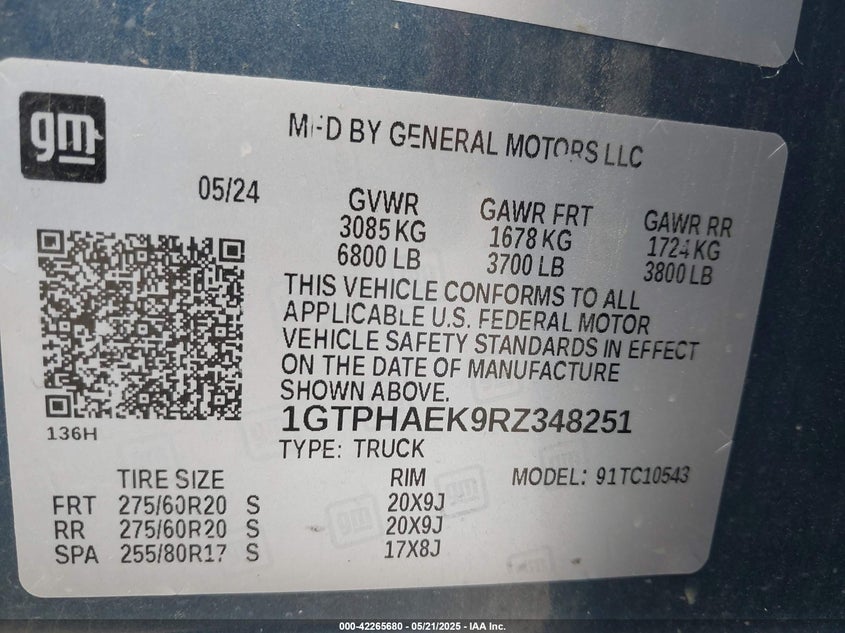 gm
MFD BY GENERAL MOTORS LLC
05/24
GVWR
3085 KG
6800 LB
GAWR FRT
1678 KG
3700 LB
GAWR RR
1724 KG
3800 LB
THIS VEHICLE CONFORMS TO ALL
APPLICABLE U.S. FEDERAL MOTOR
VEHICLE SAFETY STANDARDS IN EFFECT
ON THE DATE OF MANUFACTURE
SHOWN ABOVE.
1GTPHAEK9RZ348251
136H
TYPE: TRUCK
TIRE SIZE RIM MODEL: 91TC10543
FRT 275/60R20 S 20X9J
RR 275/60R20 S 20X9J
SPA 255/80R17 S 17X8J
000-42265680 - 05/21/2025 - IAA Inc.